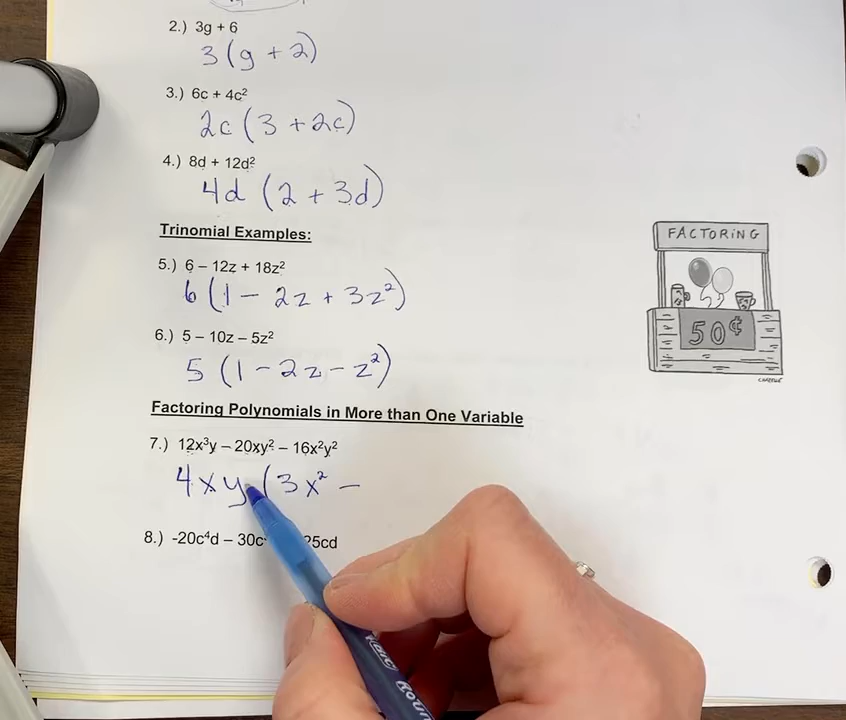 2.) 3g + 6
3 (g + 2)
3.) 6c + 4c²
2c (3 + 2c)
4.) 8d + 12d²
4d (2 + 3d)
Trinomial Examples:
5.) 6 – 12z + 18z²
6 (1 – 2z + 3z²)
6.) 5 – 10z – 5z²
5 (1 – 2z – z²)
FACTORING
50¢
Factoring Polynomials in More than One Variable
7.) 12x³y – 20xy² – 16x²y²
4xy (3x² –
8.) -20c⁴d – 30c 25cd
BIC